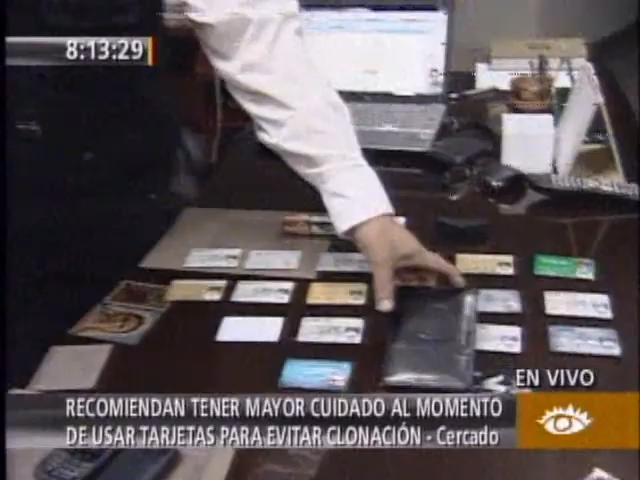 8:13:29
EN VIVO
RECOMIENDAN TENER MAYOR CUIDADO AL MOMENTO
DE USAR TARJETAS PARA EVITAR CLONACIÓN - Cercado